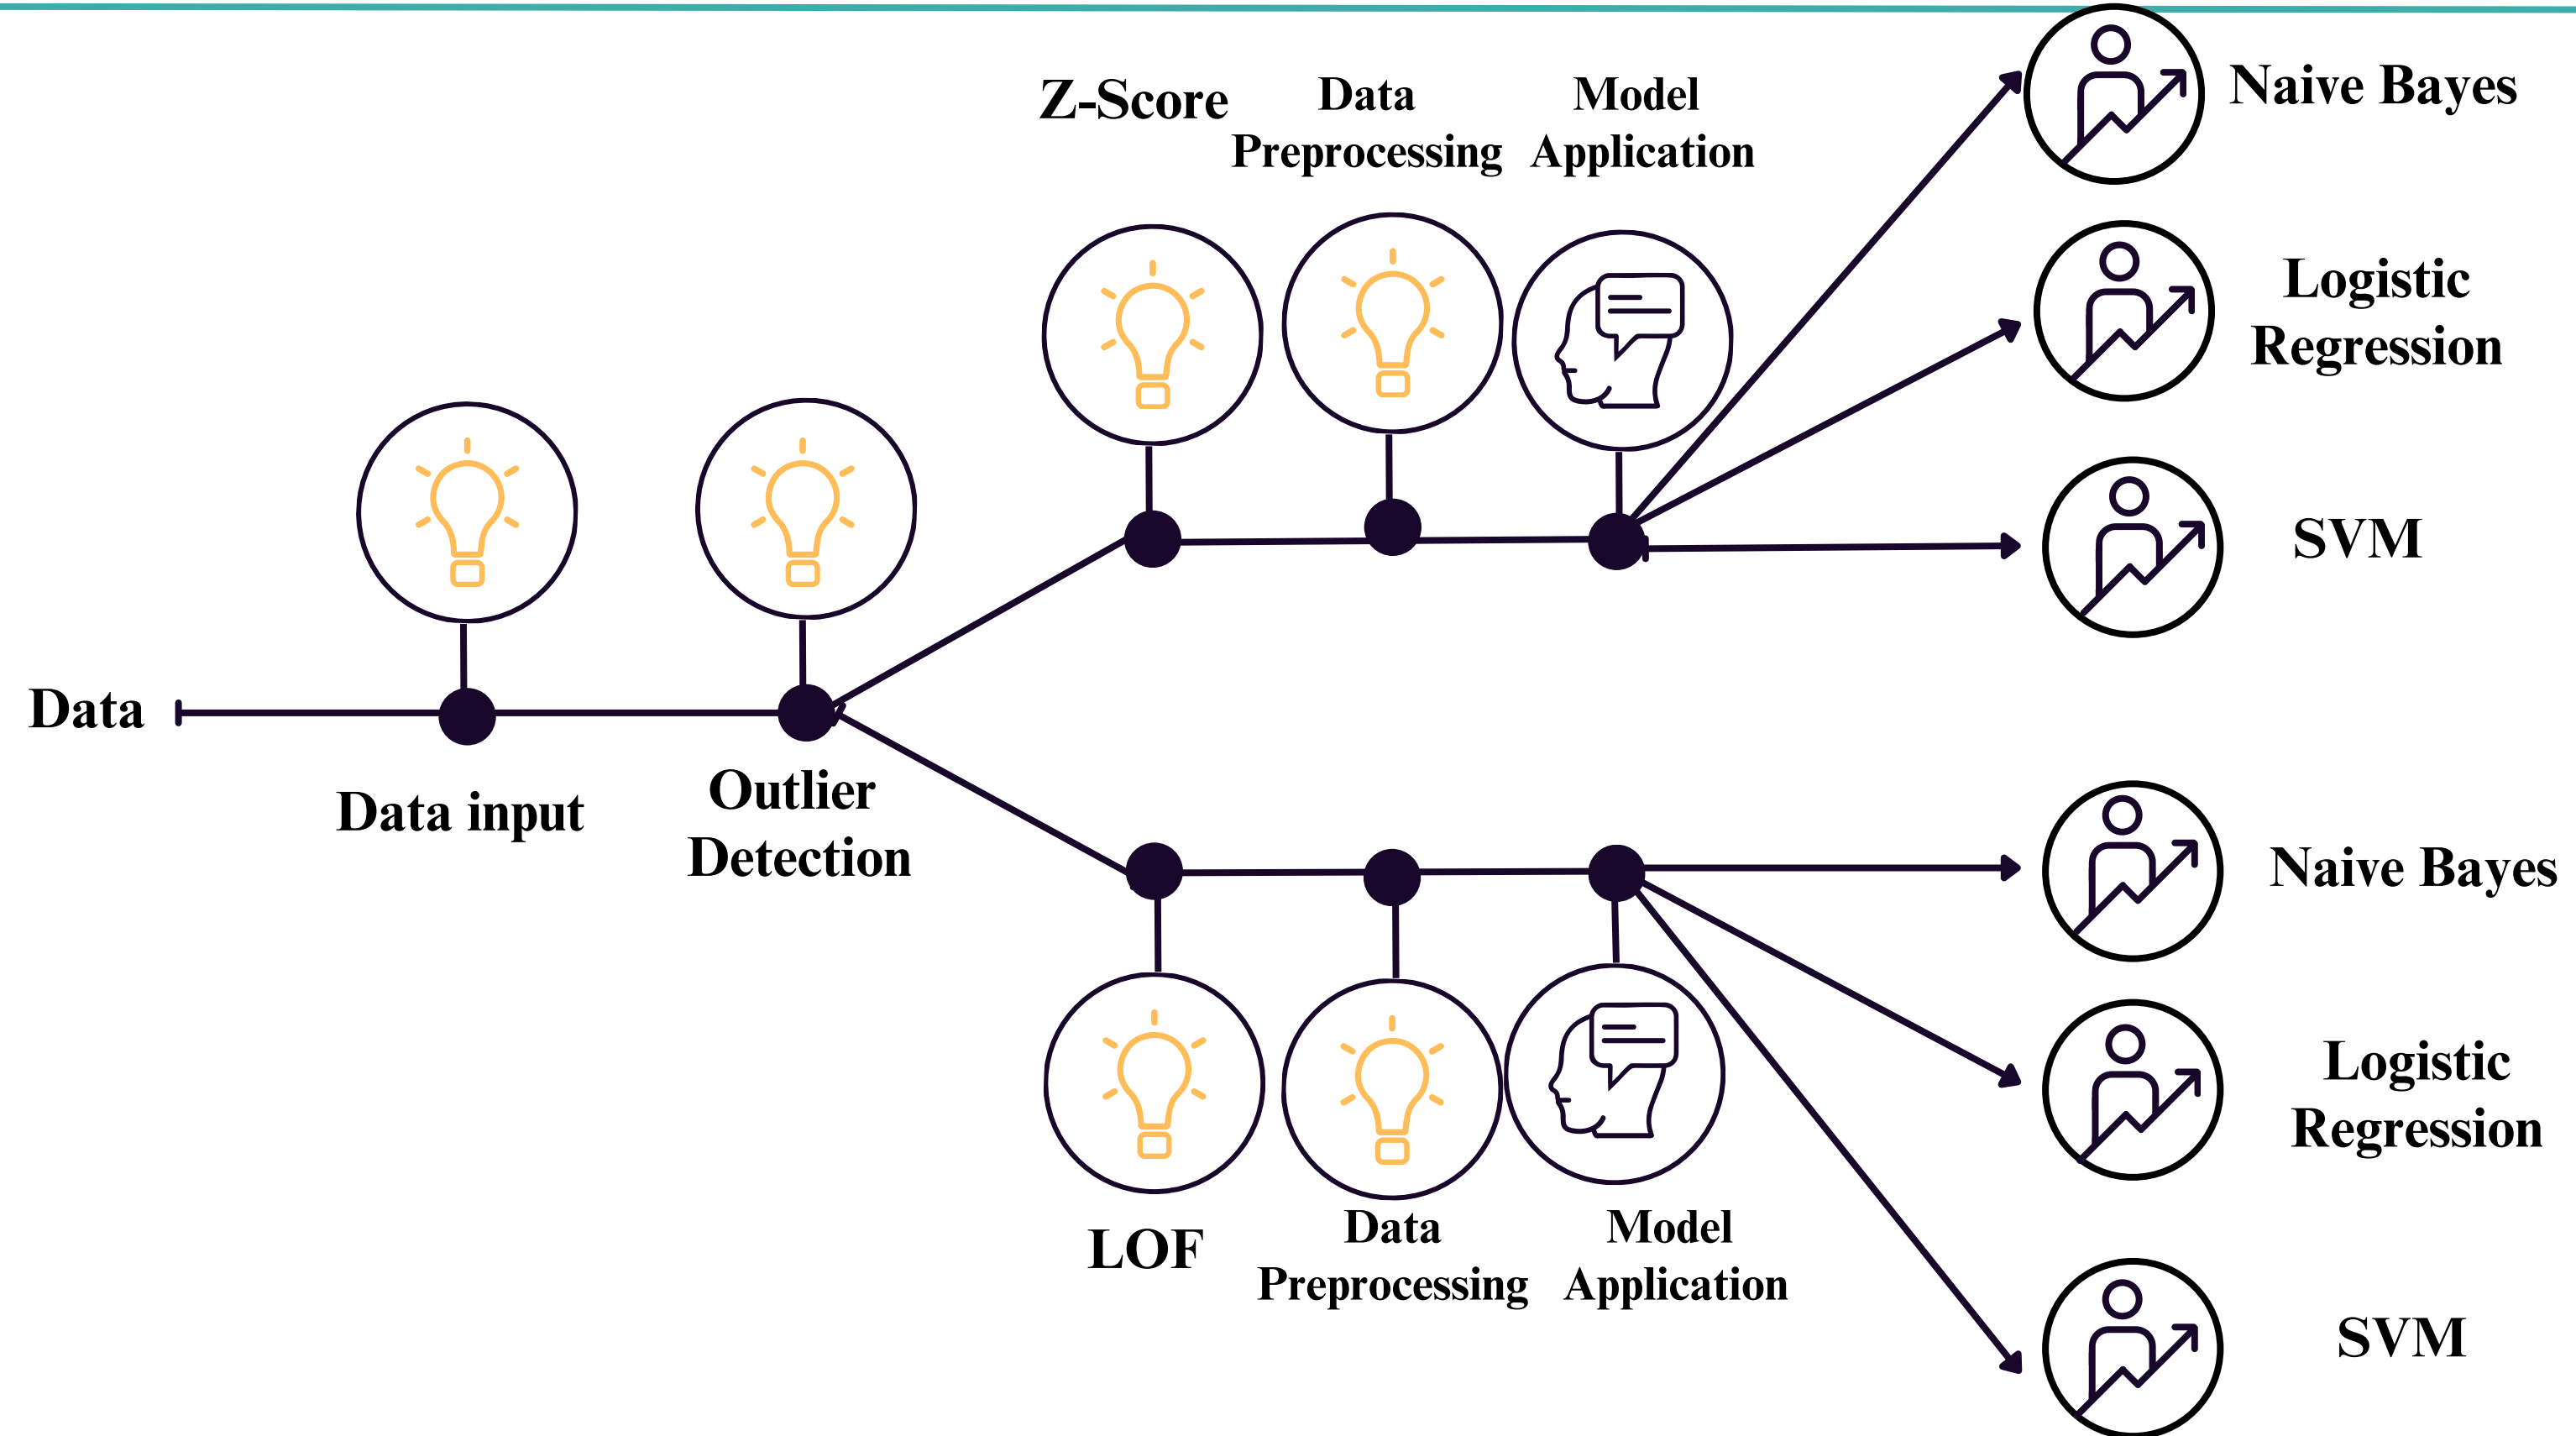 Z-Score
Data
Preprocessing
Model
Application
Naive Bayes
Logistic
Regression
SVM
Data
Data input
Outlier
Detection
LOF
Data
Preprocessing
Model
Application
Naive Bayes
Logistic
Regression
SVM